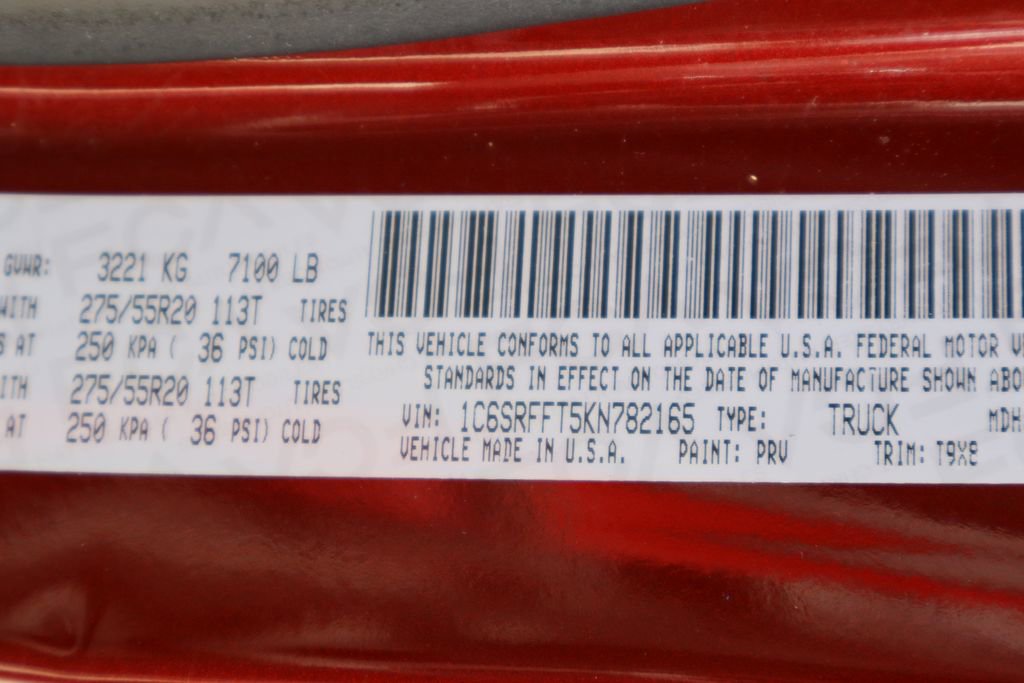 GVWR: 3221 KG 7100 LB
WITH 275/55R20 113T TIRES
S AT 250 KPA ( 36 PSI) COLD
ITH 275/55R20 113T TIRES
AT 250 KPA ( 36 PSI) COLD
THIS VEHICLE CONFORMS TO ALL APPLICABLE U.S.A. FEDERAL MOTOR V
STANDARDS IN EFFECT ON THE DATE OF MANUFACTURE SHOWN ABO
VIN: 1C6SRFFT5KN782165 TYPE: TRUCK MDH
VEHICLE MADE IN U.S.A. PAINT: PRV TRIM: T9X8